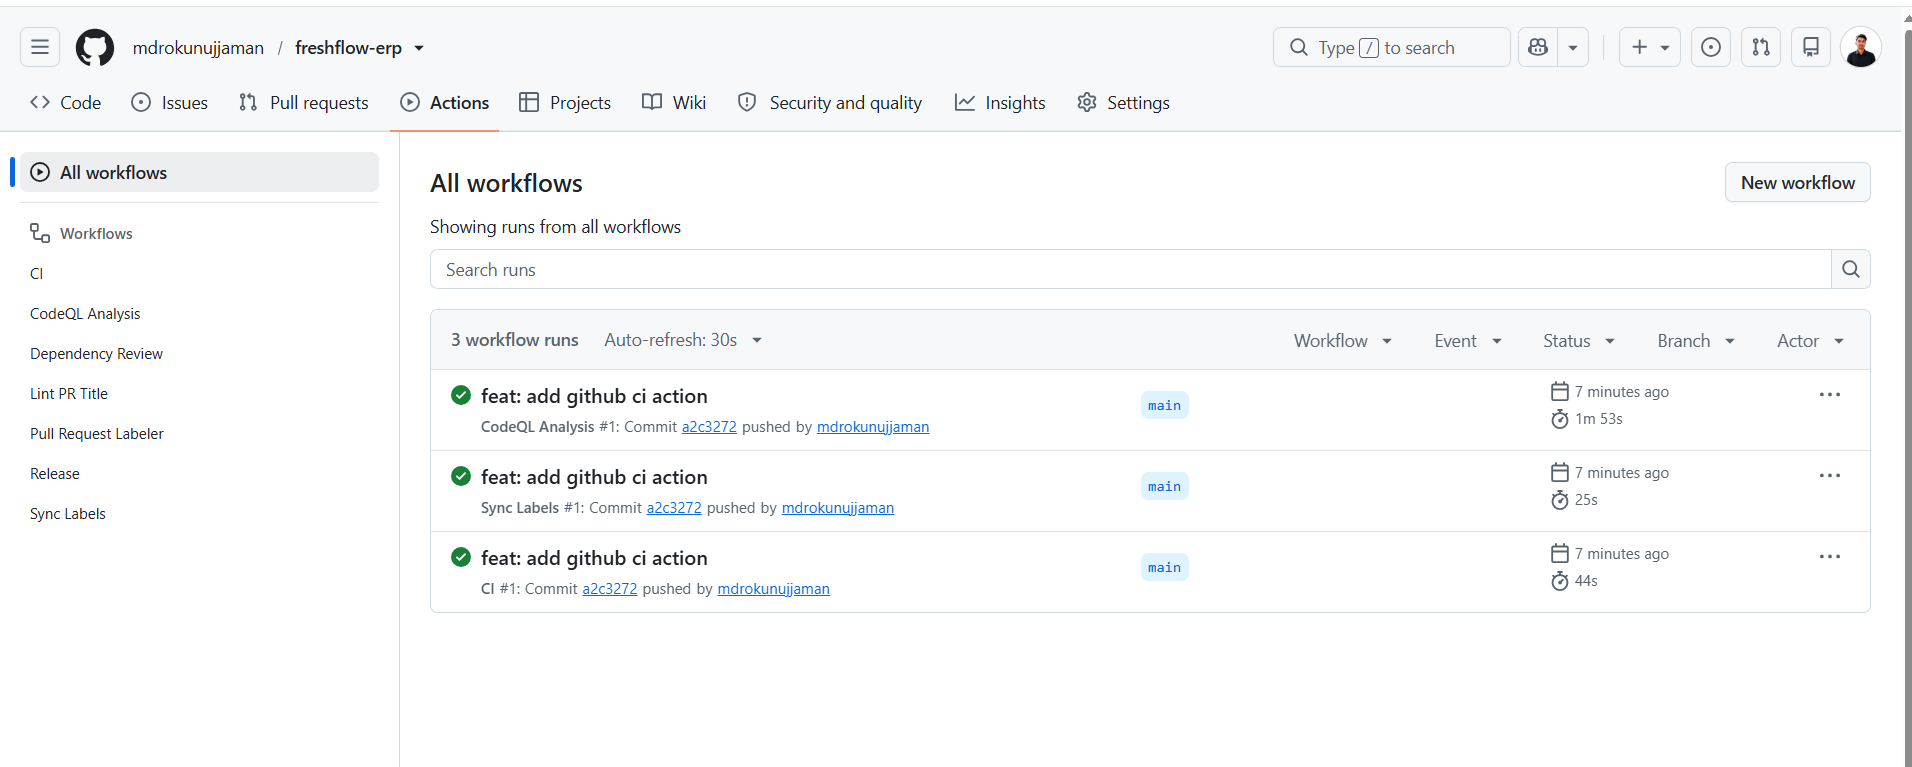 mdrokunujjaman / freshflow-erp
Type / to search
Code
Issues
Pull requests
Actions
Projects
Wiki
Security and quality
Insights
Settings
All workflows
Workflows
CI
CodeQL Analysis
Dependency Review
Lint PR Title
Pull Request Labeler
Release
Sync Labels
All workflows
New workflow
Showing runs from all workflows
Search runs
3 workflow runs
Auto-refresh: 30s
Workflow
Event
Status
Branch
Actor
feat: add github ci action
CodeQL Analysis #1: Commit a2c3272 pushed by mdrokunujjaman
main
7 minutes ago
1m 53s
feat: add github ci action
Sync Labels #1: Commit a2c3272 pushed by mdrokunujjaman
main
7 minutes ago
25s
feat: add github ci action
CI #1: Commit a2c3272 pushed by mdrokunujjaman
main
7 minutes ago
44s